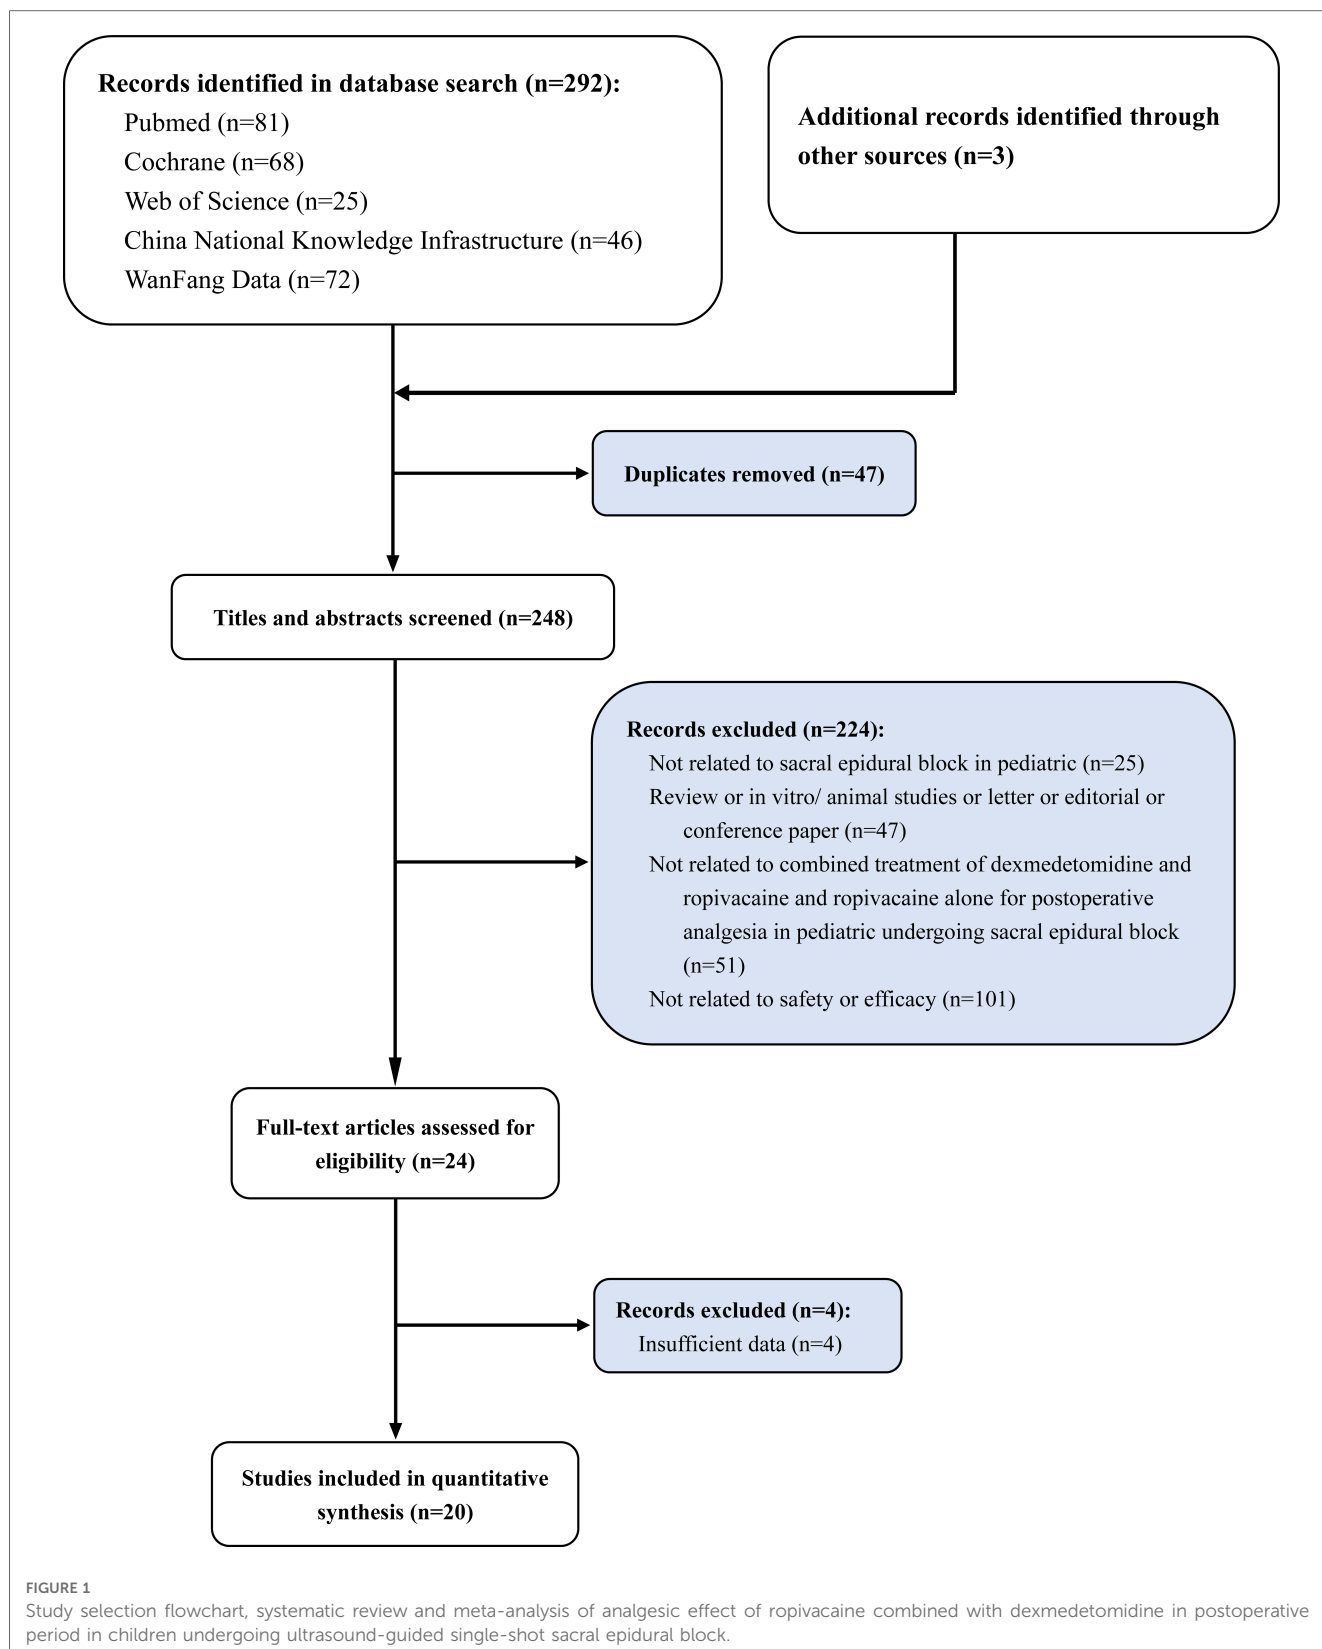 Records identified in database search (n=292):
Pubmed (n=81)
Cochrane (n=68)
Web of Science (n=25)
China National Knowledge Infrastructure (n=46)
WanFang Data (n=72)
Additional records identified through
other sources (n=3)
Duplicates removed (n=47)
Titles and abstracts screened (n=248)
Records excluded (n=224):
Not related to sacral epidural block in pediatric (n=25)
Review or in vitro/ animal studies or letter or editorial or
conference paper (n=47)
Not related to combined treatment of dexmedetomidine and
ropivacaine and ropivacaine alone for postoperative
analgesia in pediatric undergoing sacral epidural block
(n=51)
Not related to safety or efficacy (n=101)
Full-text articles assessed for
eligibility (n=24)
Records excluded (n=4):
Insufficient data (n=4)
Studies included in quantitative
synthesis (n=20)
FIGURE 1
Study selection flowchart, systematic review and meta-analysis of analgesic effect of ropivacaine combined with dexmedetomidine in postoperative
period in children undergoing ultrasound-guided single-shot sacral epidural block.